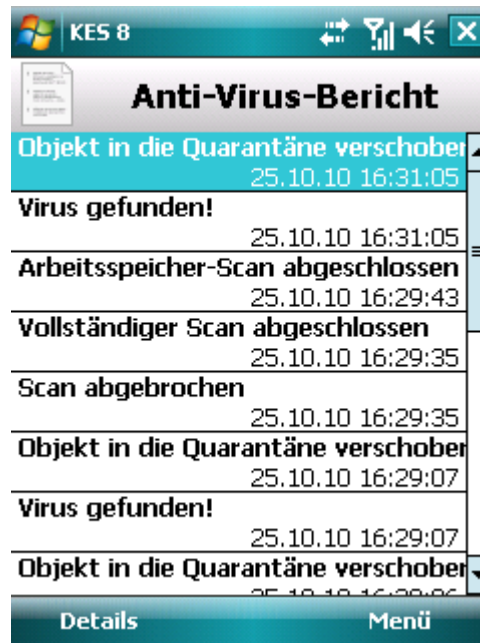 KES 8
Anti-Virus-Bericht
Objekt in die Quarantäne verschober
25.10.10 16:31:05
Virus gefunden!
25.10.10 16:31:05
Arbeitsspeicher-Scan abgeschlossen
25.10.10 16:29:43
Vollständiger Scan abgeschlossen
25.10.10 16:29:35
Scan abgebrochen
25.10.10 16:29:35
Objekt in die Quarantäne verschober
25.10.10 16:29:07
Virus gefunden!
25.10.10 16:29:07
Objekt in die Quarantäne verschober
Details
Menü